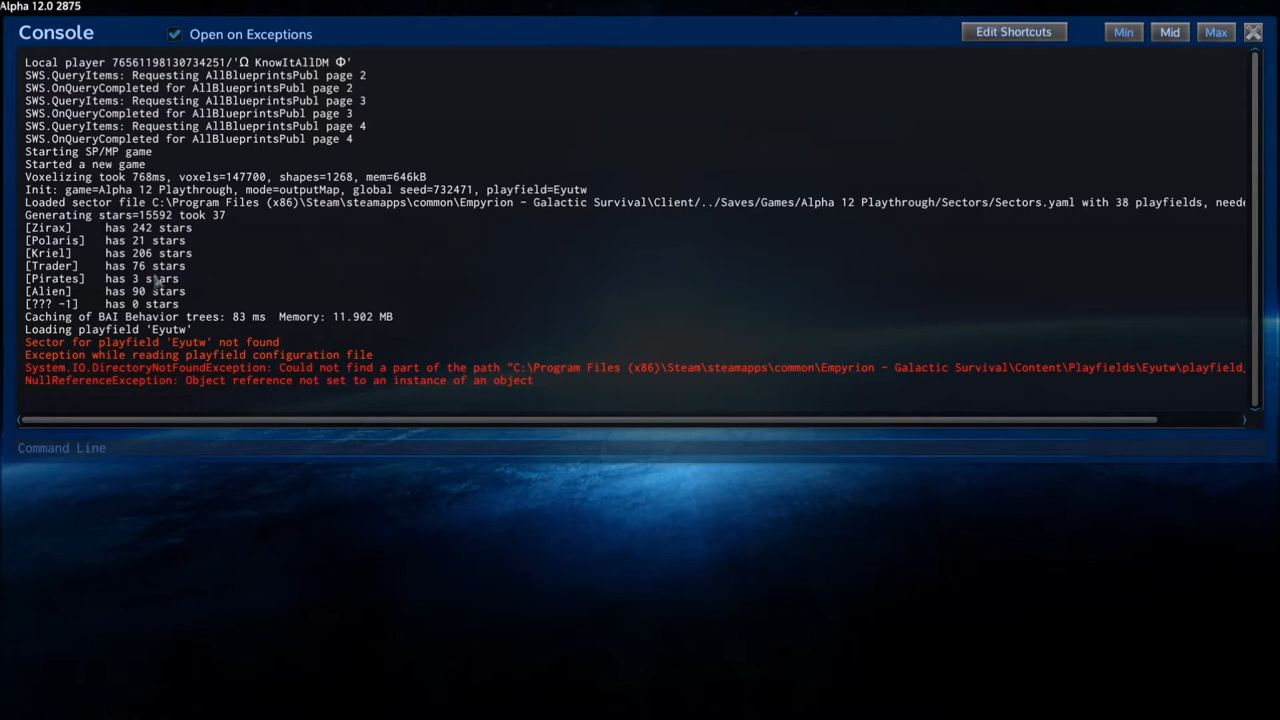 Alpha 12.0 2875
Console
Open on Exceptions
Edit Shortcuts
Min
Mid
Max
Local player 76561198130734251/'Ω KnowItAllDM Φ'
SWS.QueryItems: Requesting AllBlueprintsPubl page 2
SWS.OnQueryCompleted for AllBlueprintsPubl page 2
SWS.QueryItems: Requesting AllBlueprintsPubl page 3
SWS.OnQueryCompleted for AllBlueprintsPubl page 3
SWS.QueryItems: Requesting AllBlueprintsPubl page 4
SWS.OnQueryCompleted for AllBlueprintsPubl page 4
Starting SP/MP game
Started a new game
Voxelizing took 768ms, voxels=147700, shapes=1268, mem=646kB
Init: game=Alpha 12 Playthrough, mode=outputMap, global seed=732471, playfield=Eyutw
Loaded sector file C:\Program Files (x86)\Steam\steamapps\common\Empyrion - Galactic Survival\Client/../Saves/Games/Alpha 12 Playthrough/Sectors/Sectors.yaml with 38 playfields, neede
Generating stars=15592 took 37
[Zirax] has 242 stars
[Polaris] has 21 stars
[Kriel] has 206 stars
[Trader] has 76 stars
[Pirates] has 3 stars
[Alien] has 90 stars
[??? -1] has 0 stars
Caching of BAI Behavior trees: 83 ms Memory: 11.902 MB
Loading playfield 'Eyutw'
Sector for playfield 'Eyutw' not found
Exception while reading playfield configuration file
System.IO.DirectoryNotFoundException: Could not find a part of the path "C:\Program Files (x86)\Steam\steamapps\common\Empyrion - Galactic Survival\Content\Playfields\Eyutw\playfield_
NullReferenceException: Object reference not set to an instance of an object
Command Line